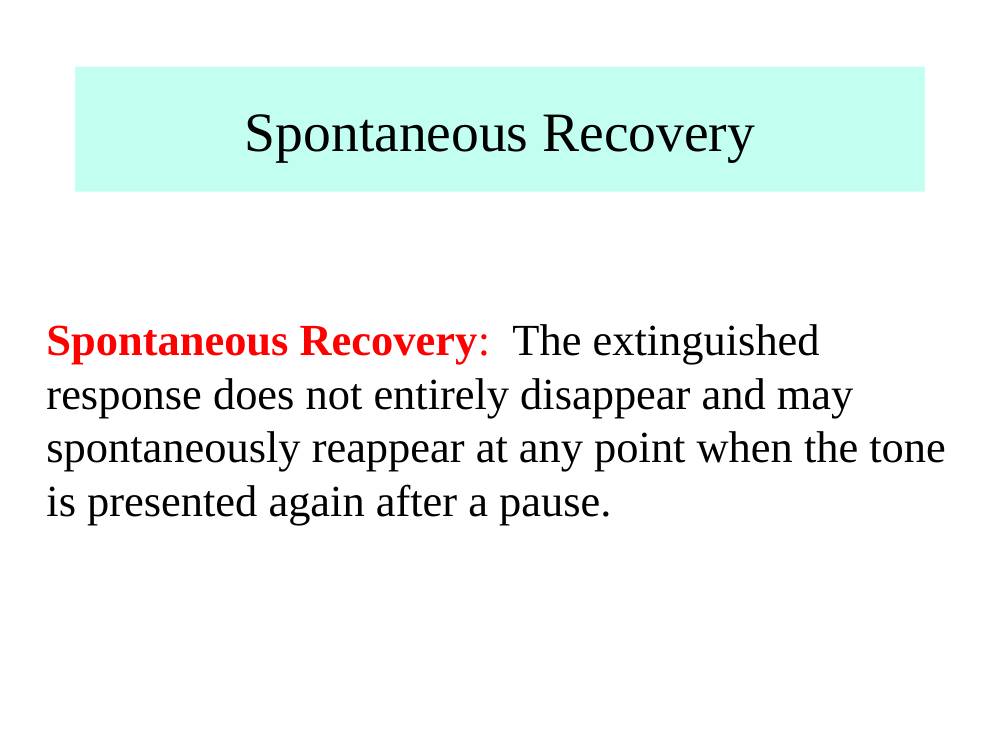 Spontaneous Recovery
Spontaneous Recovery:  The extinguished
response does not entirely disappear and may
spontaneously reappear at any point when the tone
is presented again after a pause.